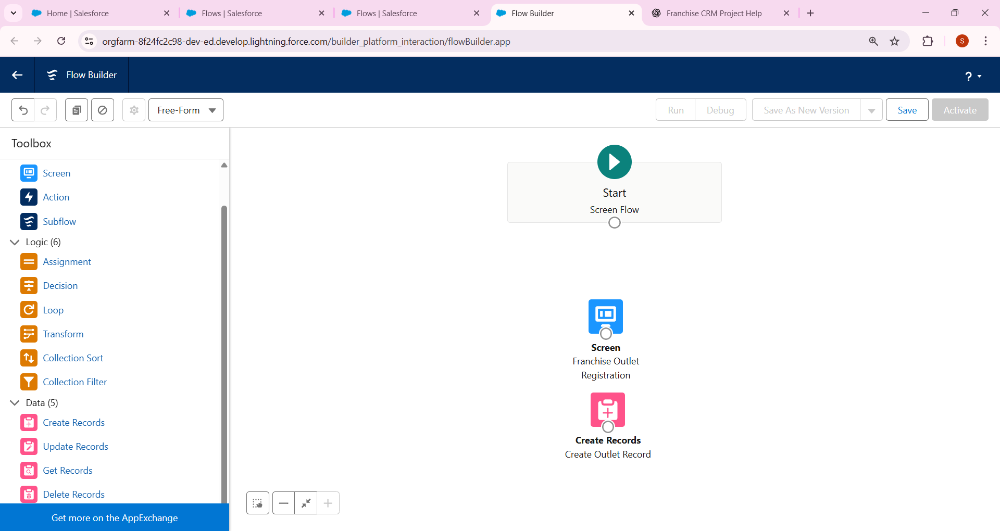 Home | Salesforce
Flows | Salesforce
Flows | Salesforce
Flow Builder
Franchise CRM Project Help
orgfarm-8f24fc2c98-dev-ed.develop.lightning.force.com/builder_platform_interaction/flowBuilder.app
S
Flow Builder
?
Free-Form
Run
Debug
Save As New Version
Save
Activate
Toolbox
Screen
Action
Subflow
Logic (6)
Assignment
Decision
Loop
Transform
Collection Sort
Collection Filter
Data (5)
Create Records
Update Records
Get Records
Delete Records
Get more on the AppExchange
Start
Screen Flow
Screen
Franchise Outlet
Registration
Create Records
Create Outlet Record